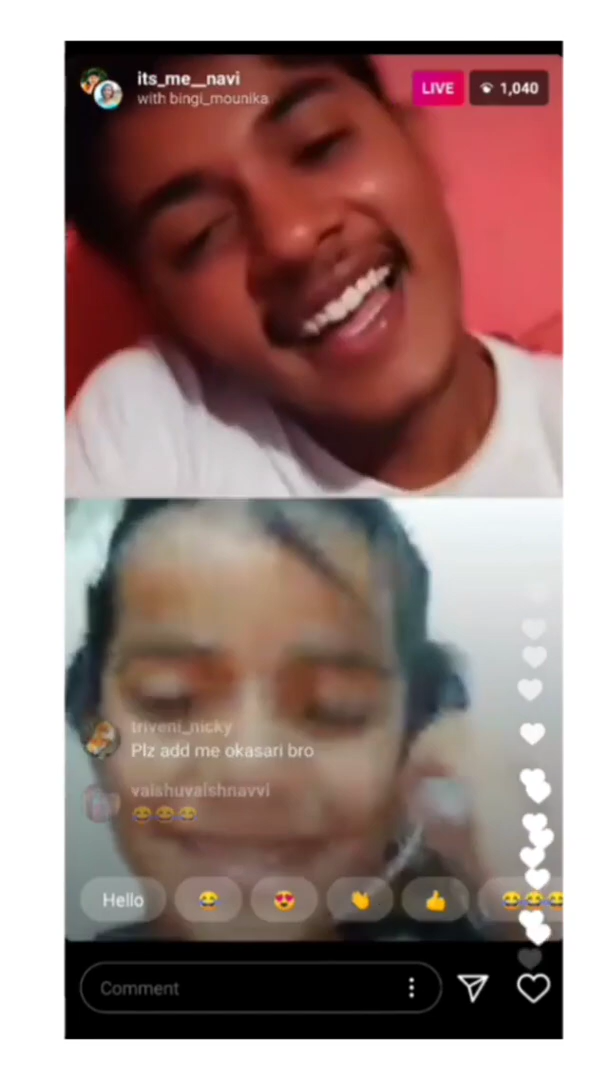 its_me__navi
with bingi_mounika
LIVE
1,040
triveni_nicky
Plz add me okasari bro
vaishuvaishnavvi
😂😂😂
Hello
😂 😍 👏 👍 😂😂😂
Comment